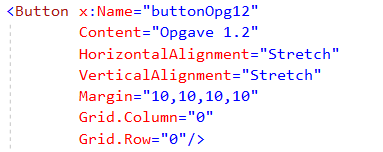 <Button x:Name="buttonOpg12"
Content="Opgave 1.2"
HorizontalAlignment="Stretch"
VerticalAlignment="Stretch"
Margin="10,10,10,10"
Grid.Column="0"
Grid.Row="0"/>